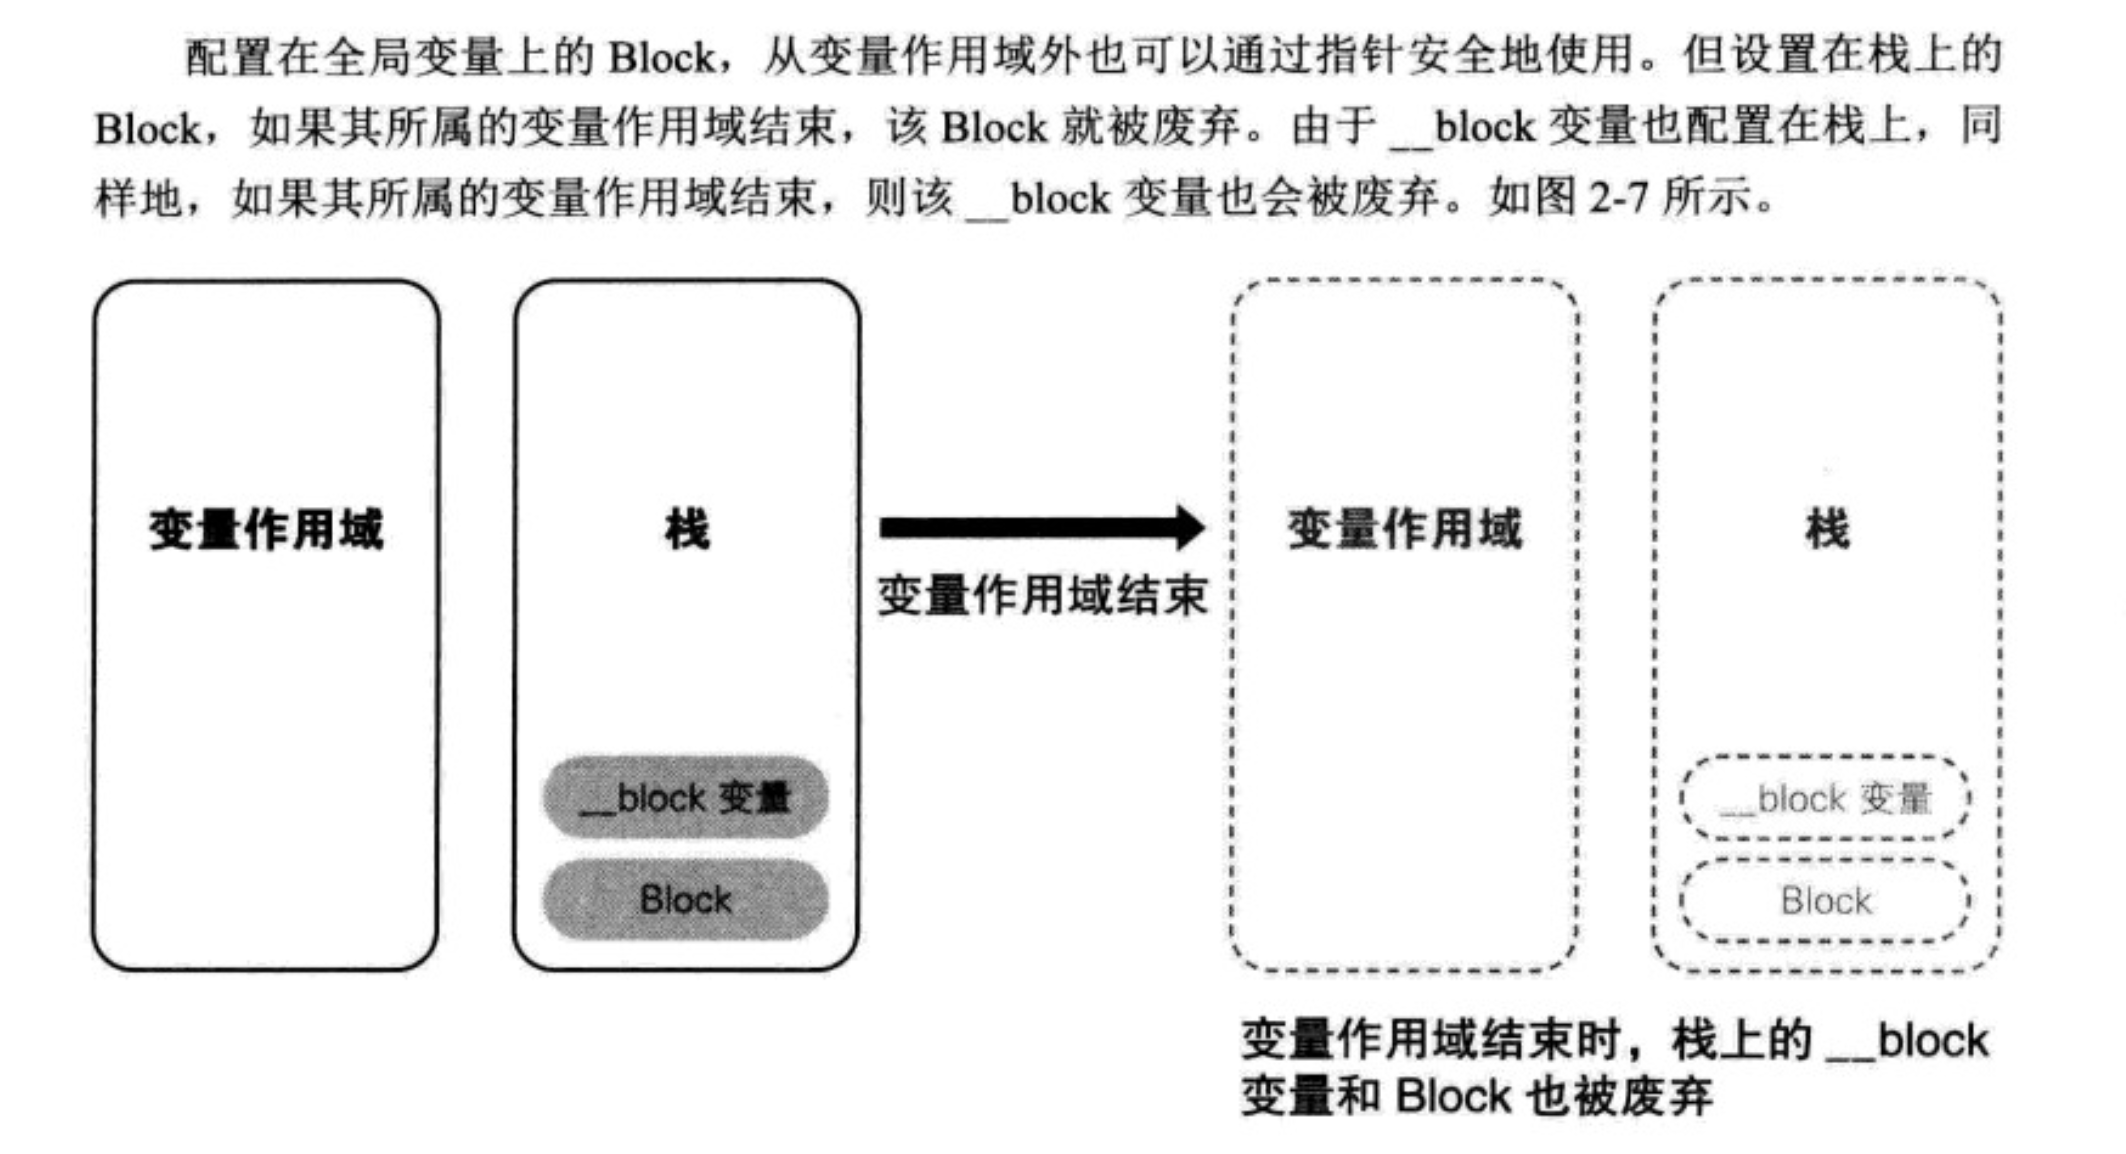 配置在全局变量上的 Block，从变量作用域外也可以通过指针安全地使用。但设置在栈上的
Block，如果其所属的变量作用域结束，该 Block 就被废弃。由于 __block 变量也配置在栈上，同
样地，如果其所属的变量作用域结束，则该 __block 变量也会被废弃。如图 2-7 所示。
变量作用域
栈
变量作用域结束
变量作用域
栈
__block 变量
Block
__block 变量
Block
变量作用域结束时，栈上的 __block
变量和 Block 也被废弃